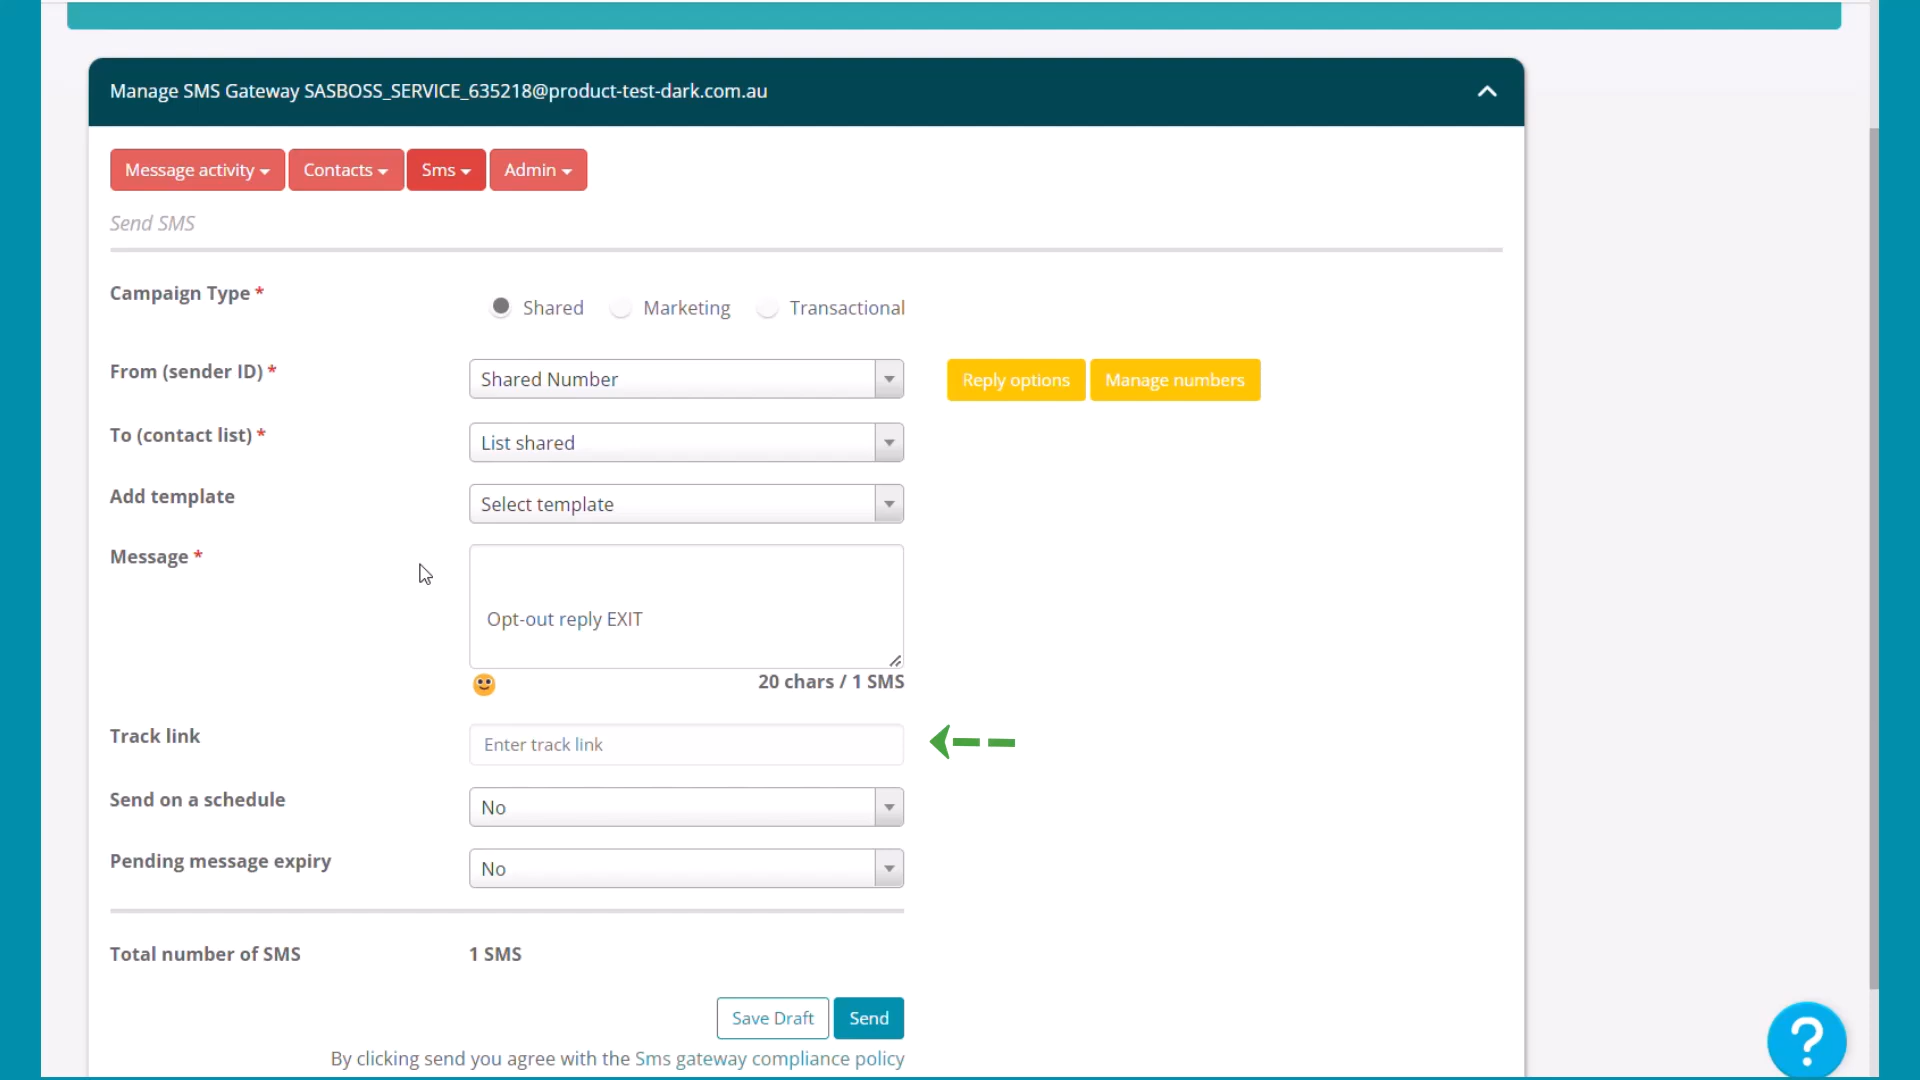 Manage SMS Gateway SASBOSS_SERVICE_635218@product-test-dark.com.au
Message activity Contacts Sms Admin
Send SMS
Campaign Type * Shared Marketing Transactional
From (sender ID) * Shared Number Reply options Manage numbers
To (contact list) * List shared
Add template Select template
Message *
Opt-out reply EXIT
20 chars / 1 SMS
Track link Enter track link
Send on a schedule No
Pending message expiry No
Total number of SMS 1 SMS
Save Draft Send
By clicking send you agree with the Sms gateway compliance policy
?